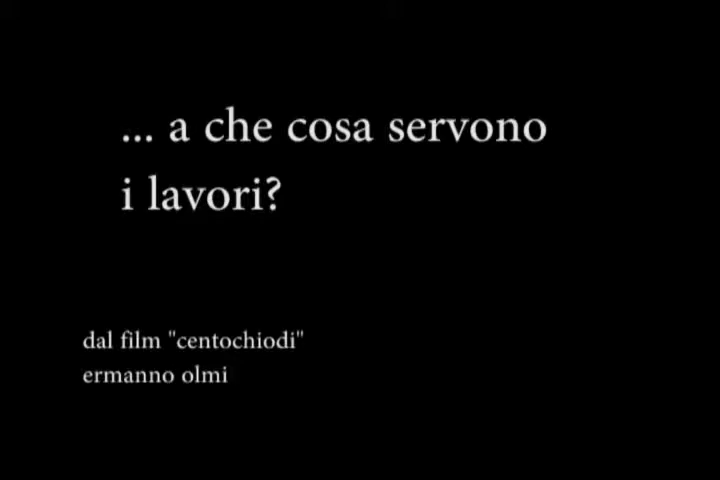 ... a che cosa servono
i lavori?
dal film "centochiodi"
ermanno olmi